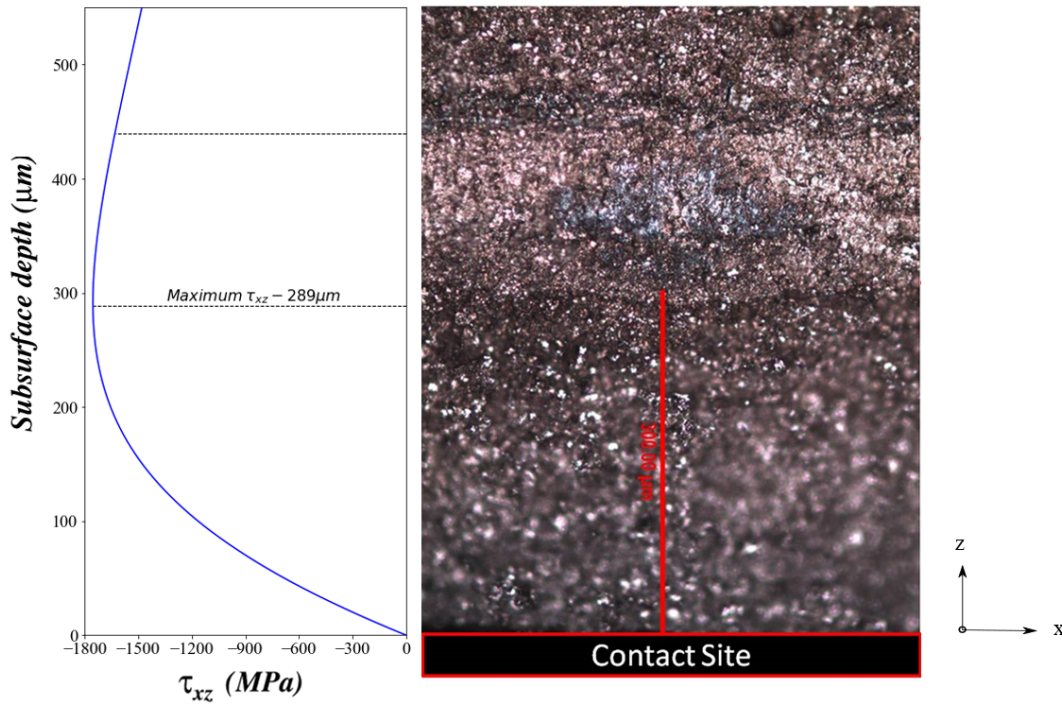 Subsurface depth (μm)
500
400
300
200
100
0
Maximum τxz − 289μm
−1800
−1500
−1200
−900
−600
−300
0
τxz (MPa)
300.00 μm
Contact Site
z
x